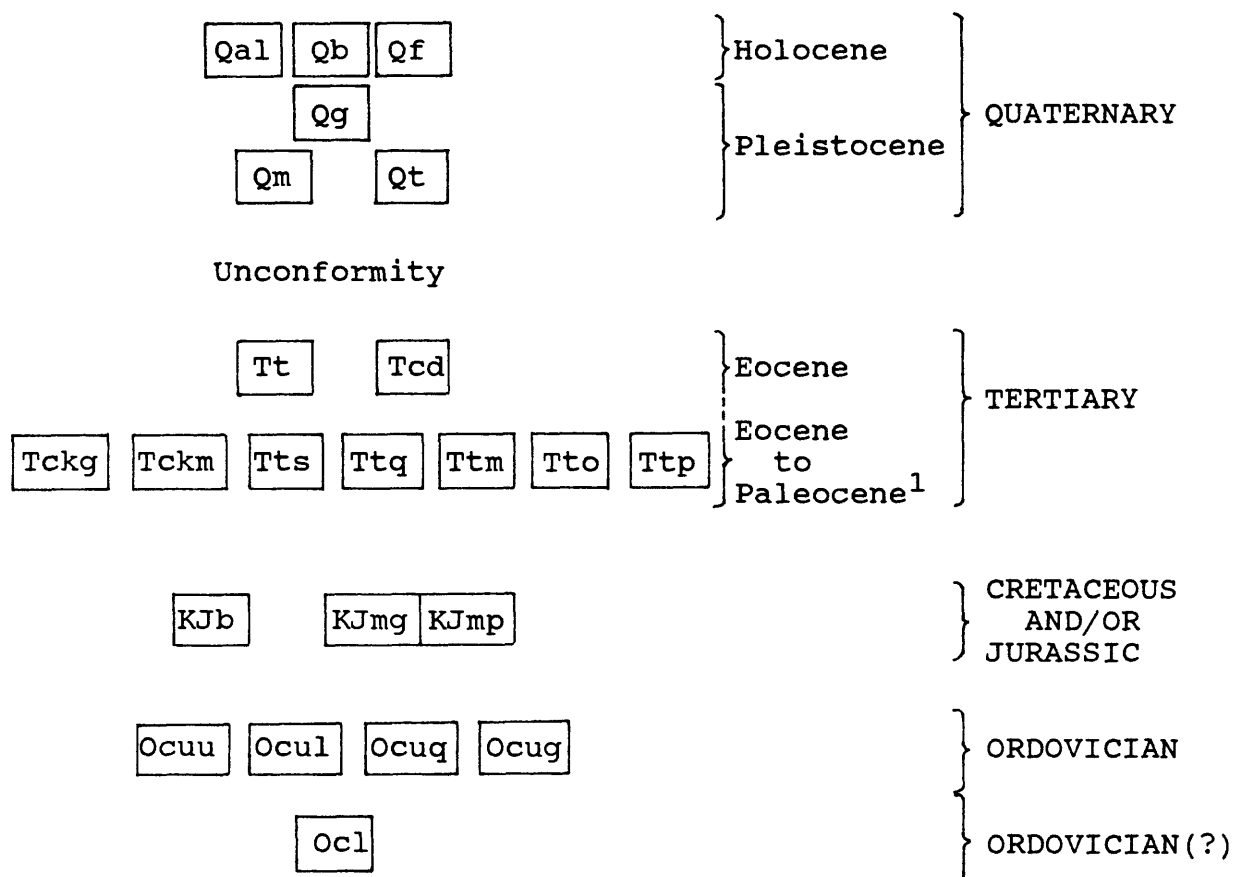 Qal Qb Qf Holocene
Qg QUATERNARY
Pleistocene
Qm Qt
Unconformity
Tt Tcd Eocene
TERTIARY
Eocene
Tckg Tckm Tts Ttq Ttm Tto Ttp to
Paleocene1
CRETACEOUS
KJb KJmg KJmp AND/OR
JURASSIC
Ocuu Ocul Ocuq Ocug ORDOVICIAN
Ocl ORDOVICIAN(?)